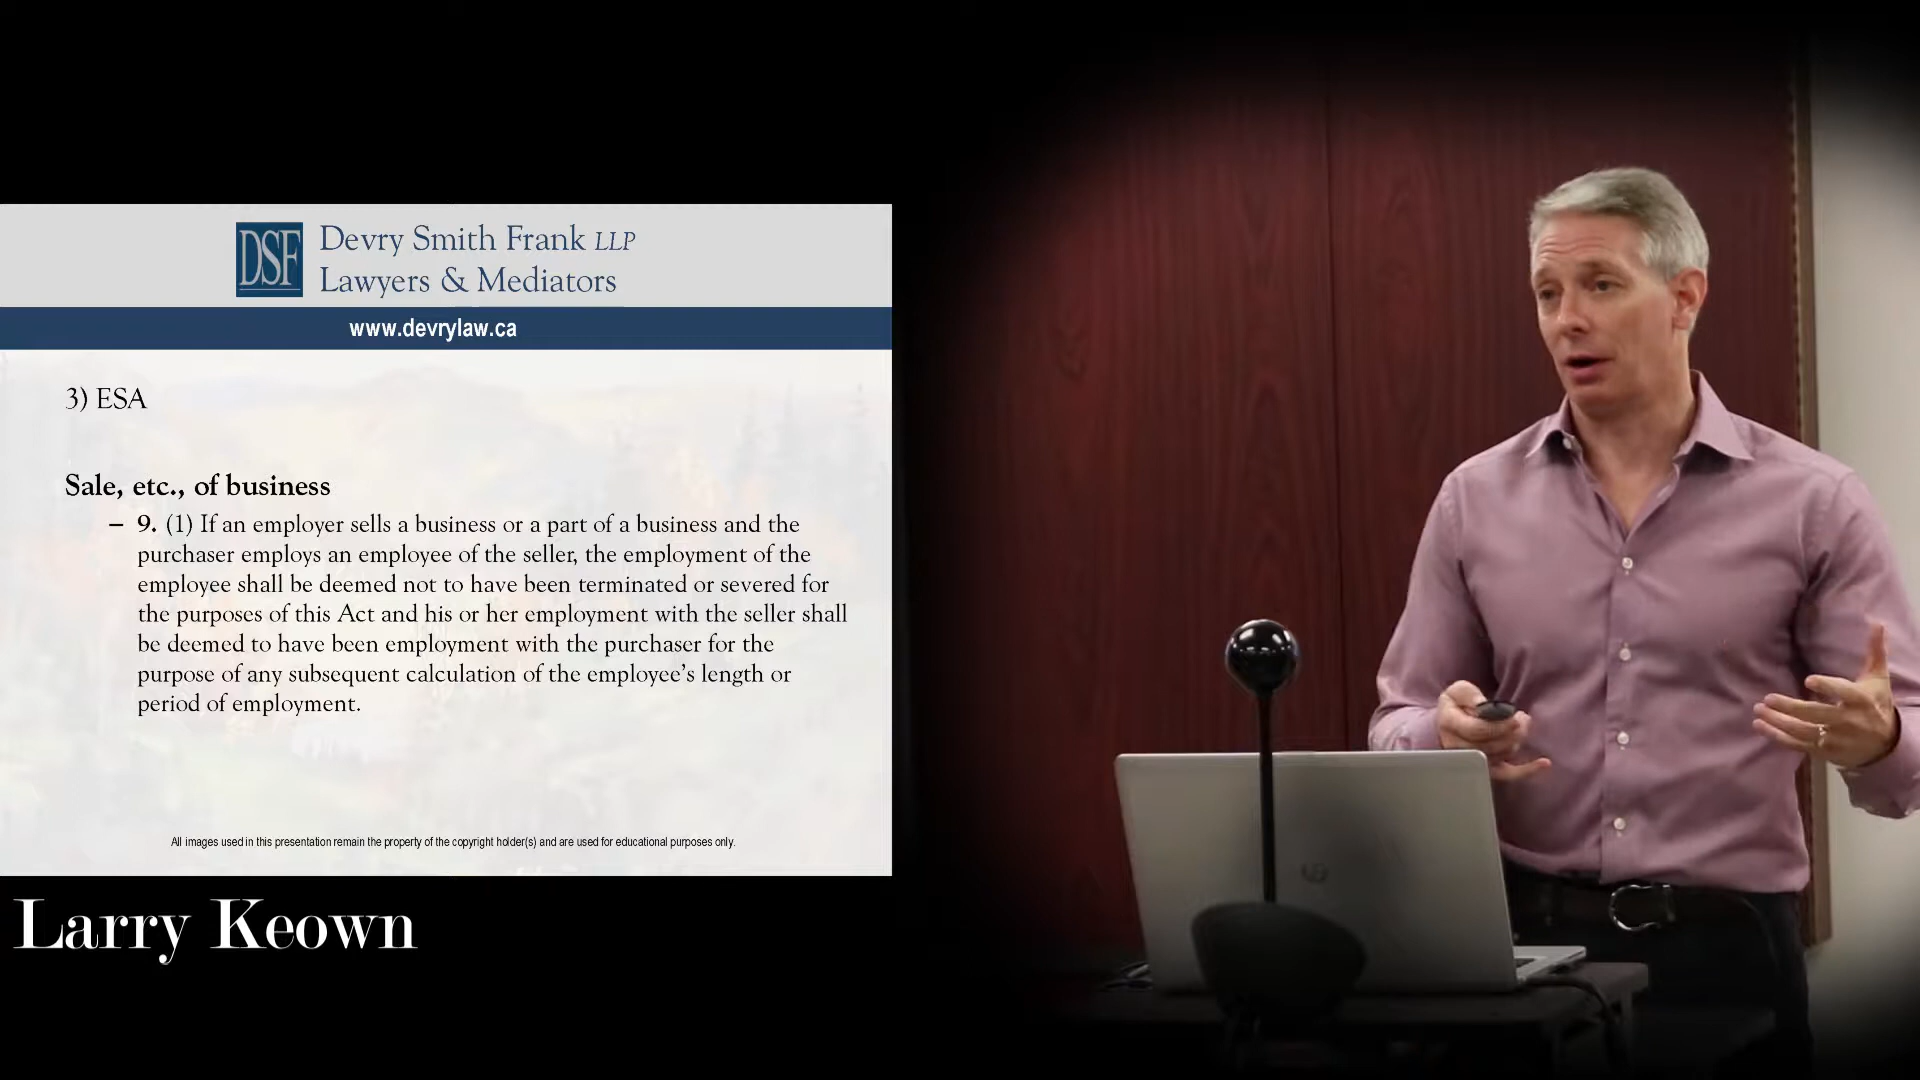 DSF
Devry Smith Frank LLP
Lawyers & Mediators
www.devrylaw.ca
3) ESA
Sale, etc., of business
– 9. (1) If an employer sells a business or a part of a business and the
purchaser employs an employee of the seller, the employment of the
employee shall be deemed not to have been terminated or severed for
the purposes of this Act and his or her employment with the seller shall
be deemed to have been employment with the purchaser for the
purpose of any subsequent calculation of the employee's length or
period of employment.
All images used in this presentation remain the property of the copyright holder(s) and are used for educational purposes only.
Larry Keown
hp